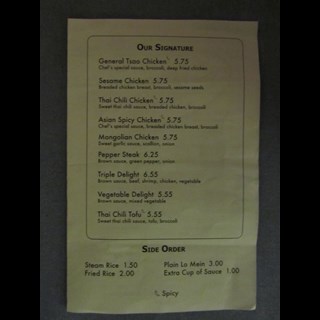 OUR SIGNATURE
General Tsao Chicken 5.75
Chef's special sauce, broccoli, deep fried chicken
Sesame Chicken 5.75
Breaded chicken breast, broccoli, sesame seeds
Thai Chili Chicken 5.75
Sweet thai chili sauce, breaded chicken, broccoli
Asian Spicy Chicken 5.75
Chef's special sauce, breaded chicken breast, broccoli
Mongolian Chicken 5.75
Sweet garlic sauce, scallion, onion
Pepper Steak 6.25
Brown sauce, green pepper, onion
Triple Delight 6.55
Brown sauce, beef, shrimp, chicken, vegetable
Vegetable Delight 5.55
Brown sauce, mixed vegetable
Thai Chili Tofu 5.55
Sweet thai chili sauce, tofu, broccoli
SIDE ORDER
Steam Rice 1.50
Fried Rice 2.00
Plain Lo Mein 3.00
Extra Cup of Sauce 1.00
Spicy